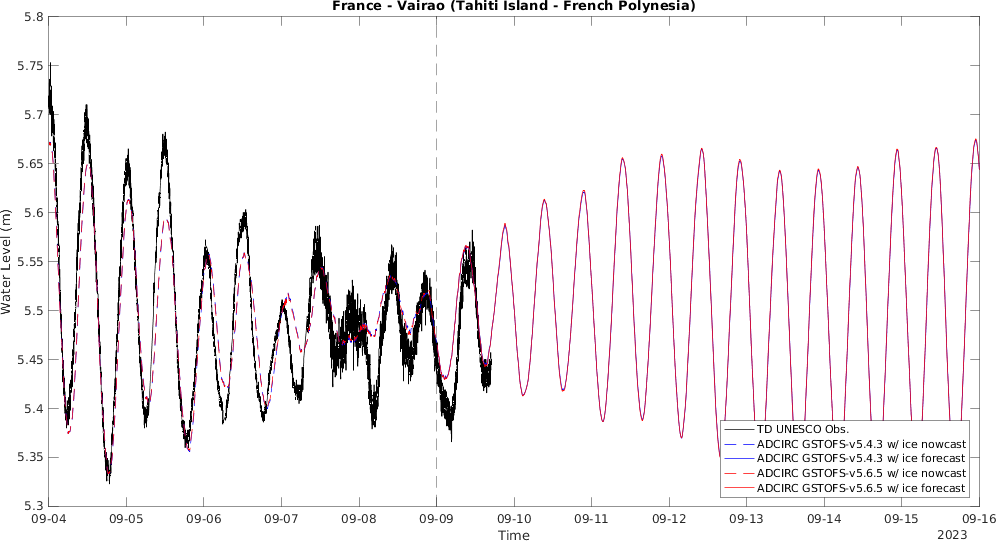 France - Vairao (Tahiti Island - French Polynesia)
5.8
5.75
5.7
5.65
5.6
5.55
5.5
5.45
5.4
5.35
5.3
Water Level (m)
TD UNESCO Obs.
ADCIRC GSTOFS-v5.4.3 w/ ice nowcast
ADCIRC GSTOFS-v5.4.3 w/ ice forecast
ADCIRC GSTOFS-v5.6.5 w/ ice nowcast
ADCIRC GSTOFS-v5.6.5 w/ ice forecast
09-04 09-05 09-06 09-07 09-08 09-09 09-10 09-11 09-12 09-13 09-14 09-15 09-16
Time
2023